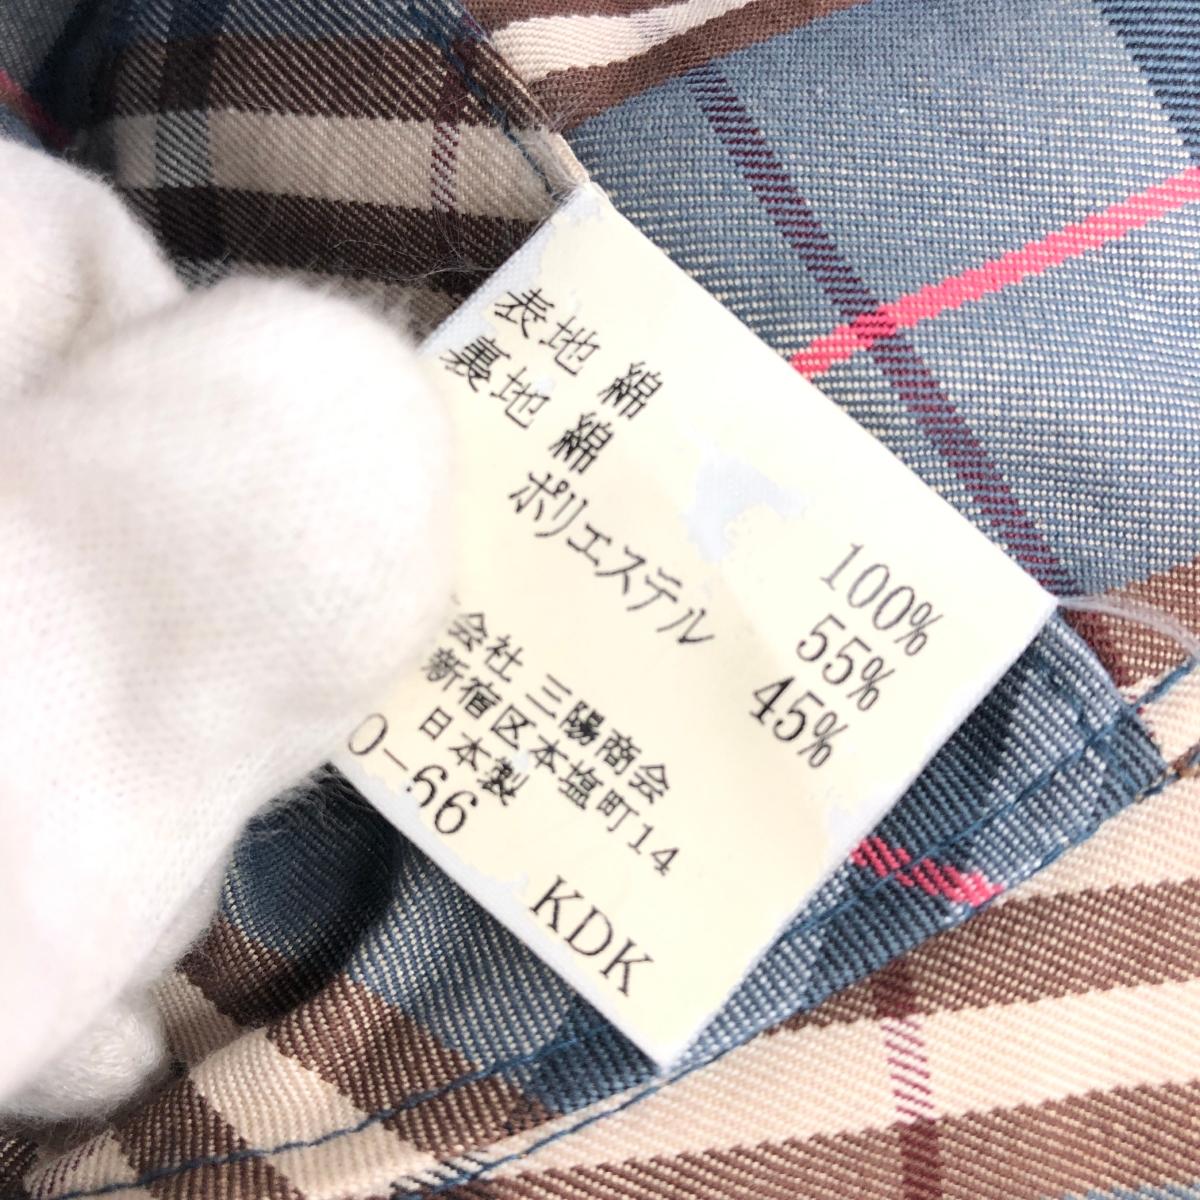 表地 綿 100%
裏地 綿 55%
ポリエステル 45%
会社 三陽商会
新宿区本塩町14
日本製
0-66 KDK